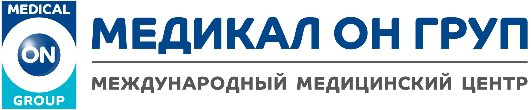 MEDICAL
ON
GROUP
МЕДИКАЛ ОН ГРУП
МЕЖДУНАРОДНЫЙ МЕДИЦИНСКИЙ ЦЕНТР